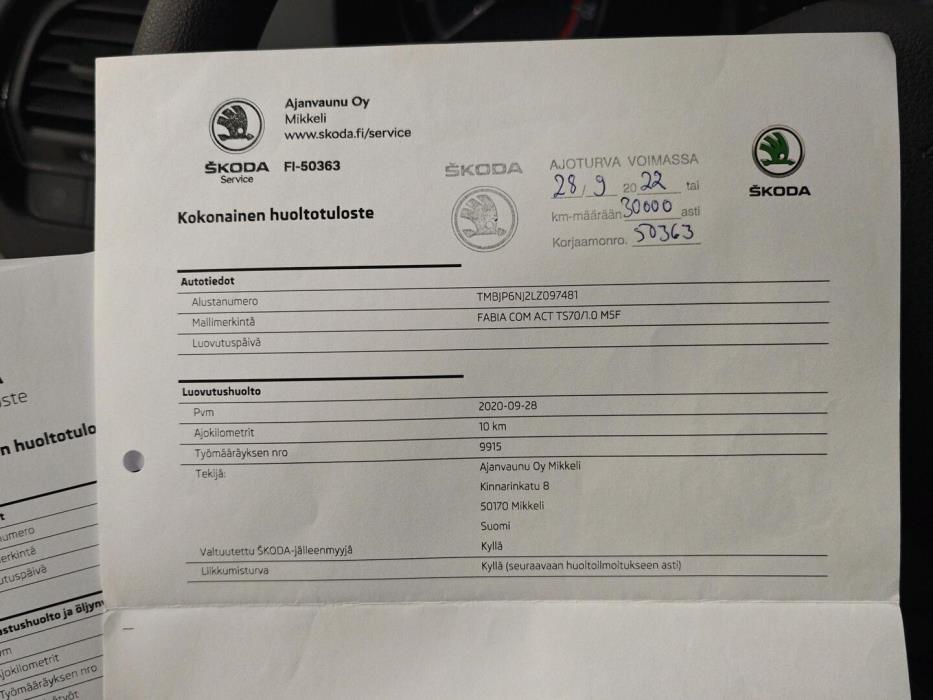 Ajanvaunu Oy
Mikkeli
www.skoda.fi/service
ŠKODA FI-50363
Service
Kokonainen huoltotuloste
ŠKODA
AJOTURVA VOIMASSA
28 / 9 2022 tai
km-määrään 30000 asti
Korjaamonro. 50363
ŠKODA
Autotiedot
Alustanumero TMBJP6NJ2LZ097481
Mallimerkintä FABIA COM ACT TS70/1.0 M5F
Luovutuspäivä
Luovutushuolto
Pvm 2020-09-28
Ajokilometrit 10 km
Työmääräyksen nro 9915
Tekijä: Ajanvaunu Oy Mikkeli
Kinnarinkatu 8
50170 Mikkeli
Suomi
Valtuutettu ŠKODA-jälleenmyyjä Kyllä
Liikkumisturva Kyllä (seuraavaan huoltoilmoitukseen asti)
oste
n huoltotulo
t
umero
erkintä
utuspäivä
astushuolto ja öljynv
vm
Ajokilometrit
Työmääräyksen nro